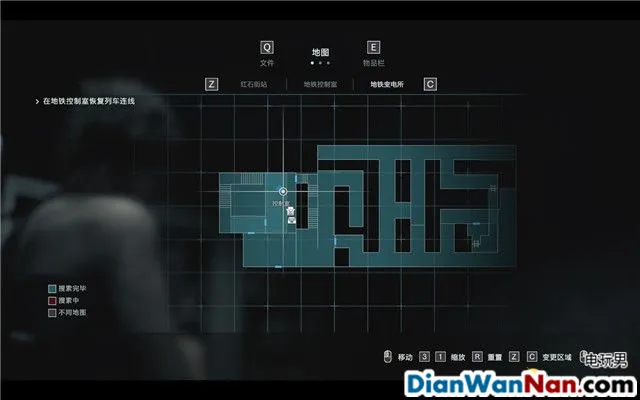 Q
E
文件
地图
物品栏
Z
红石街站
地铁控制室
地铁变电所
C
在地铁控制室恢复列车连线
控制室
搜索完毕
搜索中
不同地图
移动
3
1
缩放
R
重置
Z
C
变更区域
电玩男
DianWanNan.com